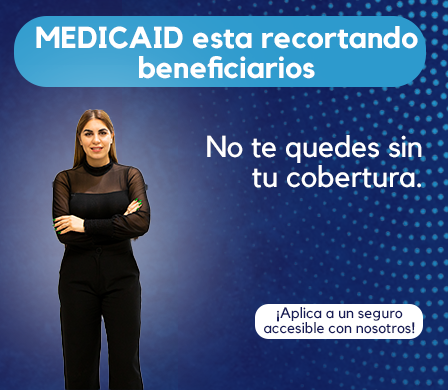 MEDICAID esta recortando
beneficiarios
No te quedes sin
tu cobertura.
¡Aplica a un seguro
accesible con nosotros!